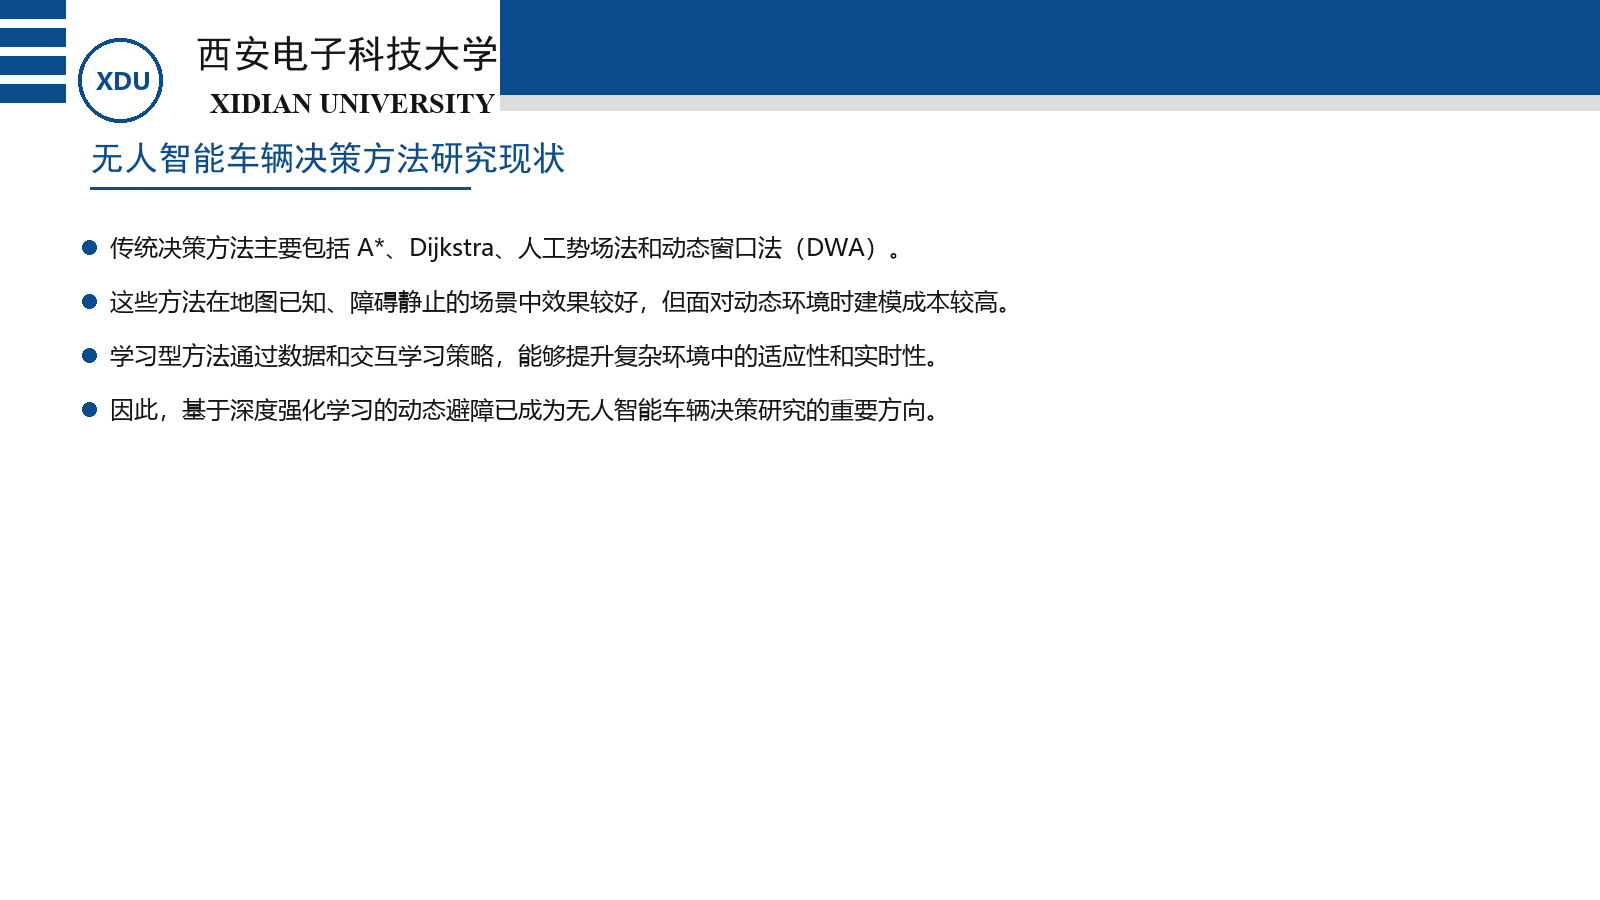 XDU
西安电子科技大学
XIDIAN UNIVERSITY
无人智能车辆决策方法研究现状
传统决策方法主要包括 A*、Dijkstra、人工势场法和动态窗口法（DWA）。
这些方法在地图已知、障碍静止的场景中效果较好，但面对动态环境时建模成本较高。
学习型方法通过数据和交互学习策略，能够提升复杂环境中的适应性和实时性。
因此，基于深度强化学习的动态避障已成为无人智能车辆决策研究的重要方向。